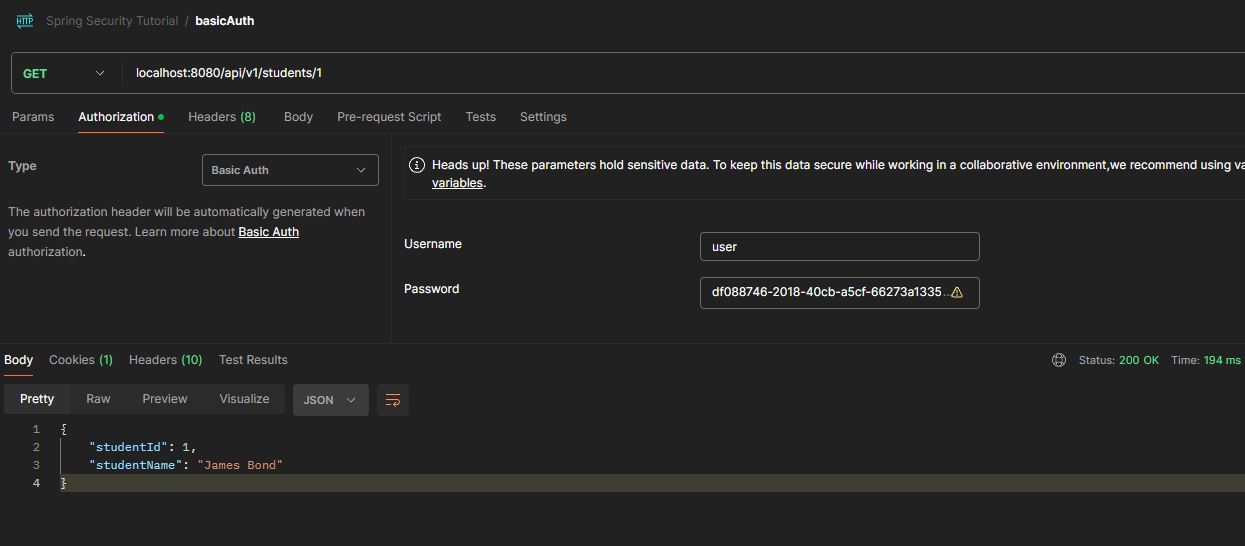 HTTP Spring Security Tutorial / basicAuth
GET localhost:8080/api/v1/students/1
Params Authorization Headers (8) Body Pre-request Script Tests Settings
Type Basic Auth
The authorization header will be automatically generated when
you send the request. Learn more about Basic Auth
authorization.
Heads up! These parameters hold sensitive data. To keep this data secure while working in a collaborative environment,we recommend using va
variables.
Username user
Password df088746-2018-40cb-a5cf-66273a1335...
Body Cookies (1) Headers (10) Test Results Status: 200 OK Time: 194 ms
Pretty Raw Preview Visualize JSON
1 {
2 "studentId": 1,
3 "studentName": "James Bond"
4 }